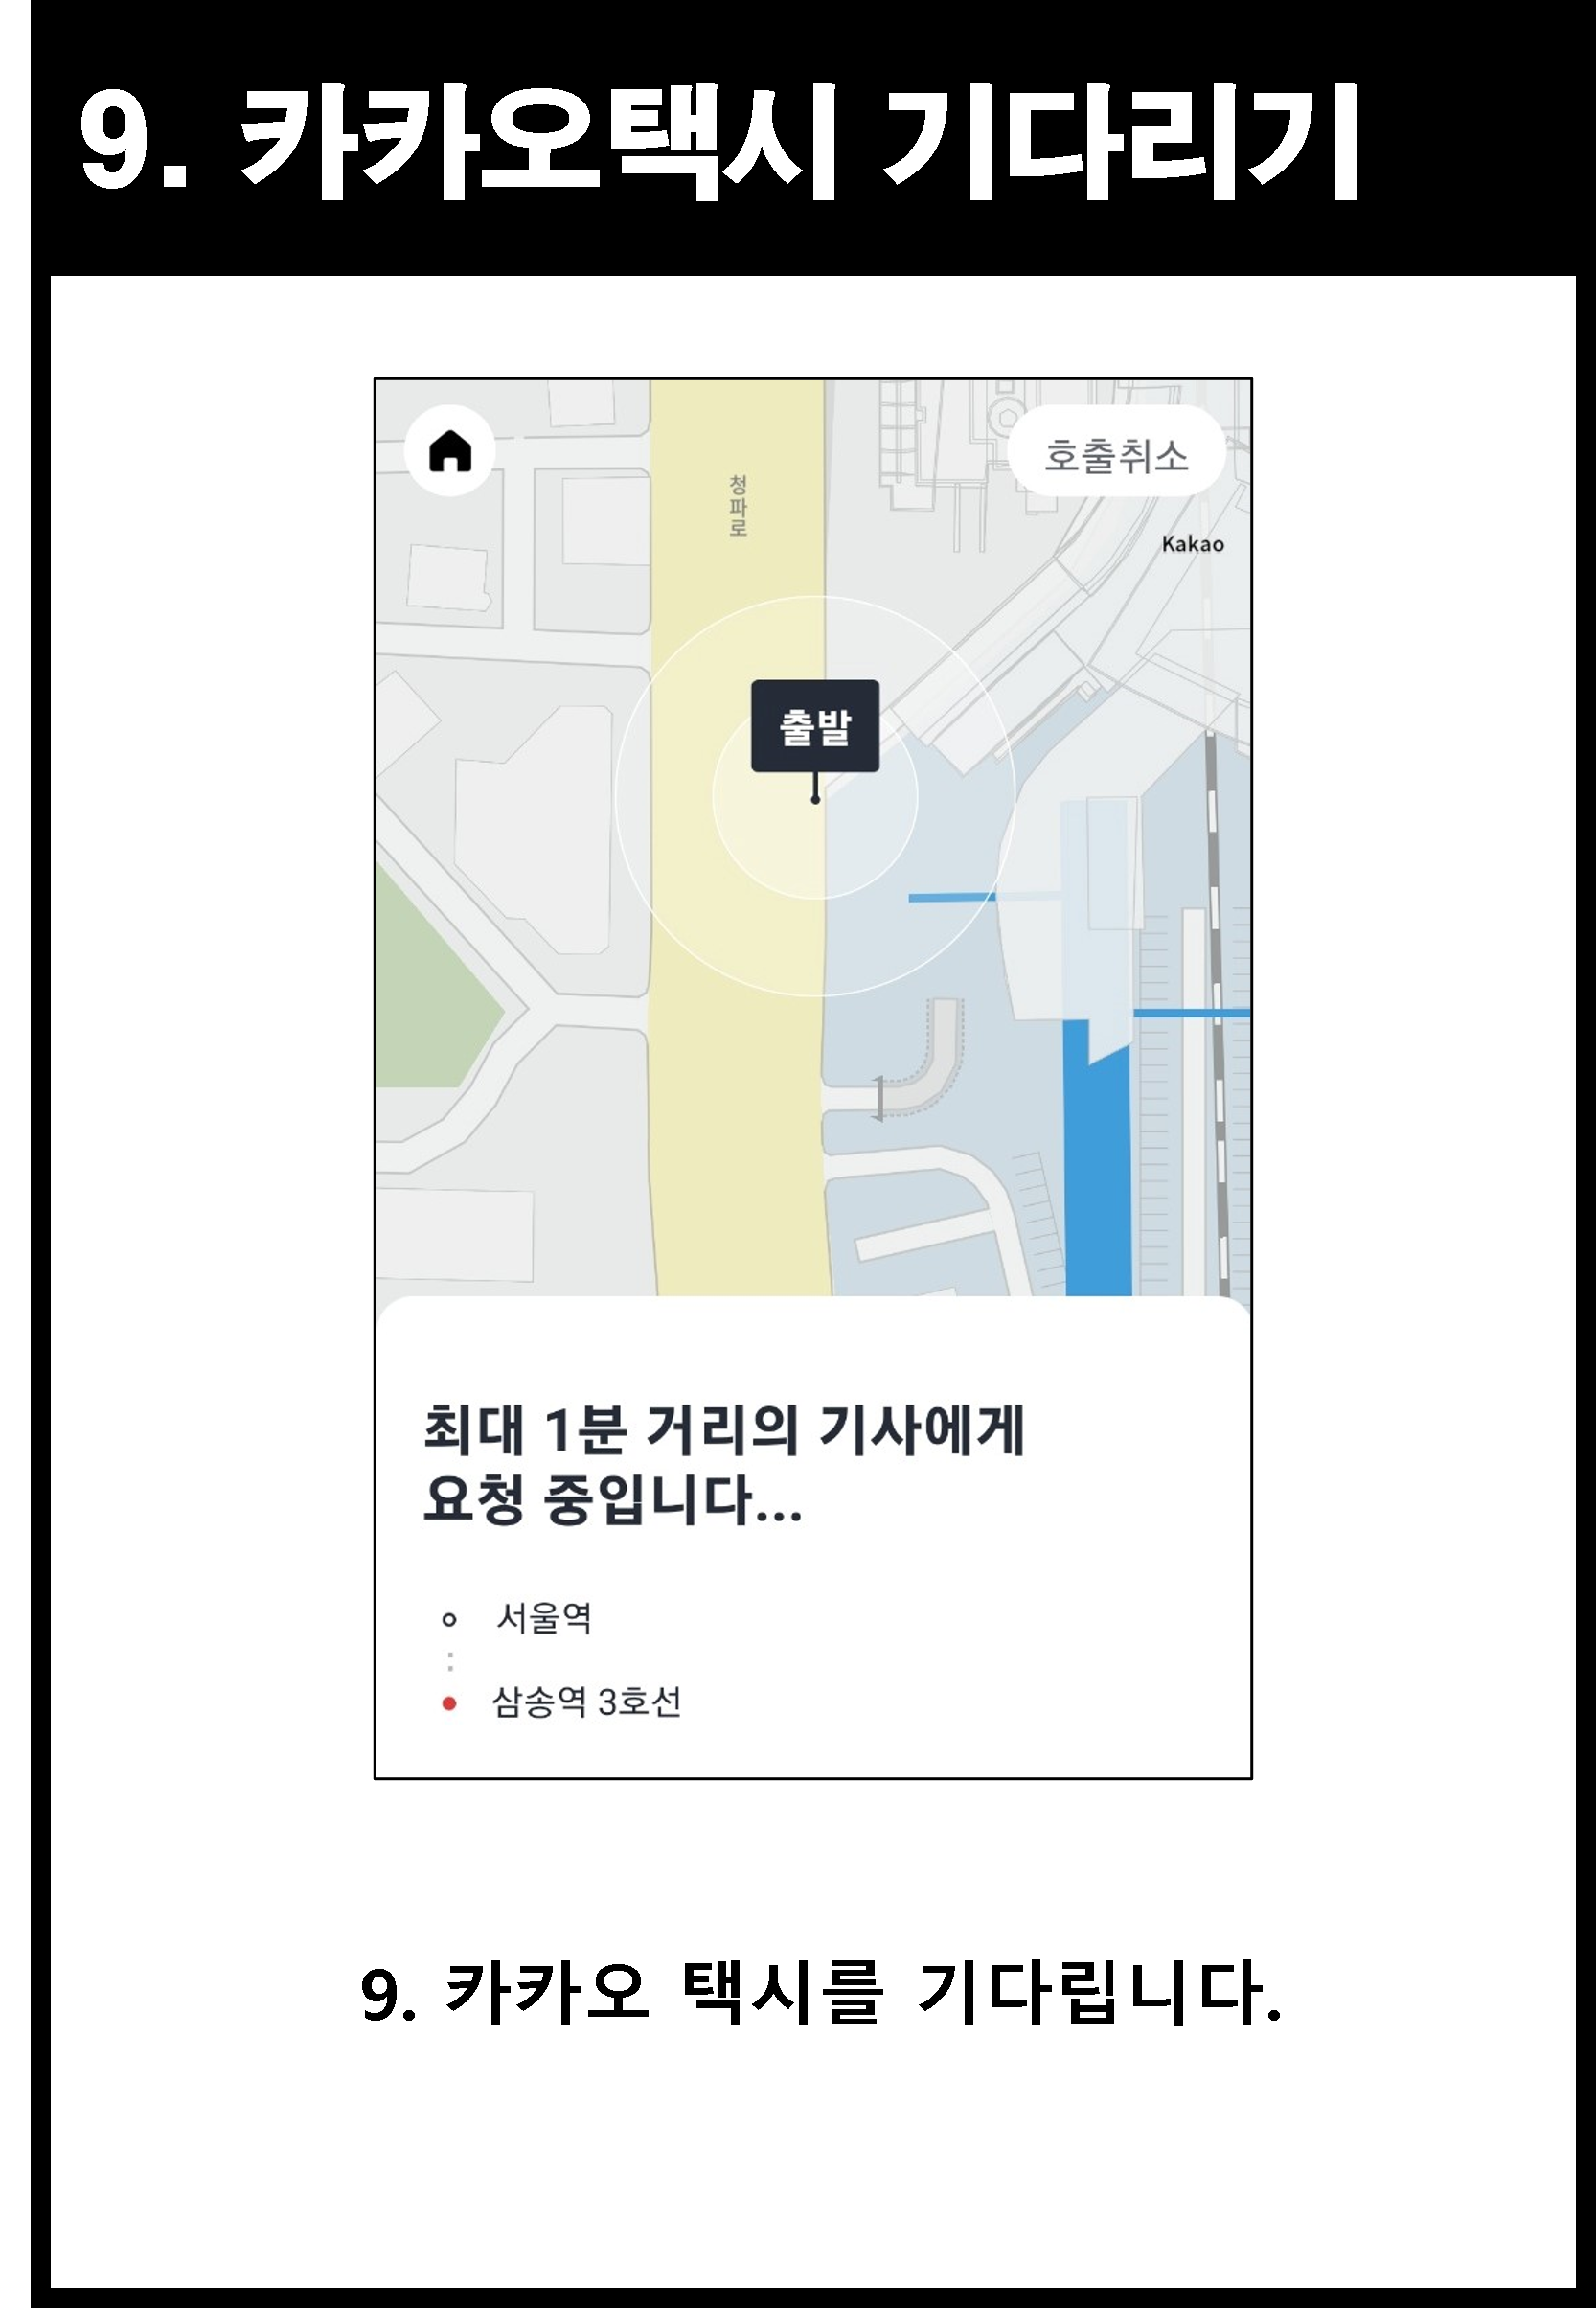 9. 카카오택시 기다리기
호출취소
청파로
Kakao
출발
최대 1분 거리의 기사에게
요청 중입니다...
서울역
삼송역 3호선
9. 카카오 택시를 기다립니다.